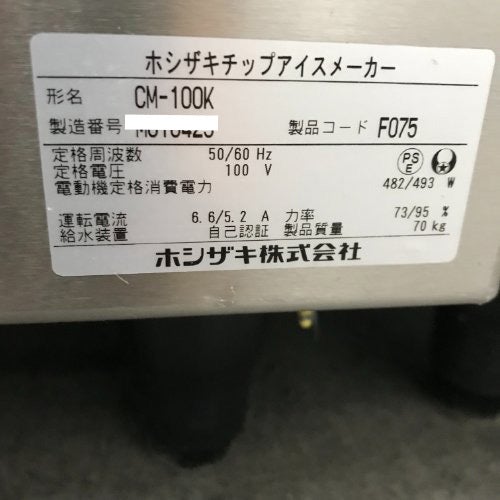 ホシザキチップアイスメーカー
形名 CM-100K
製造番号 製品コード F075
定格周波数 50/60 Hz
定格電圧 100 V
電動機定格消費電力 482/493 W
PSE
運転電流 6.6/5.2 A 力率 73/95 %
給水装置 自己認証 製品質量 70 kg
ホシザキ株式会社